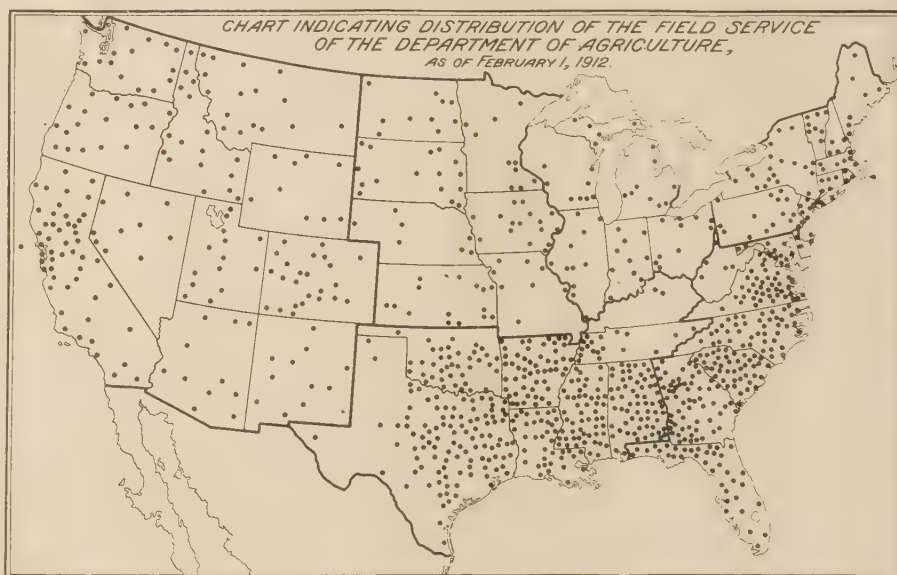 CHART INDICATING DISTRIBUTION OF THE FIELD SERVICE
OF THE DEPARTMENT OF AGRICULTURE,
AS OF FEBRUARY 1, 1912.